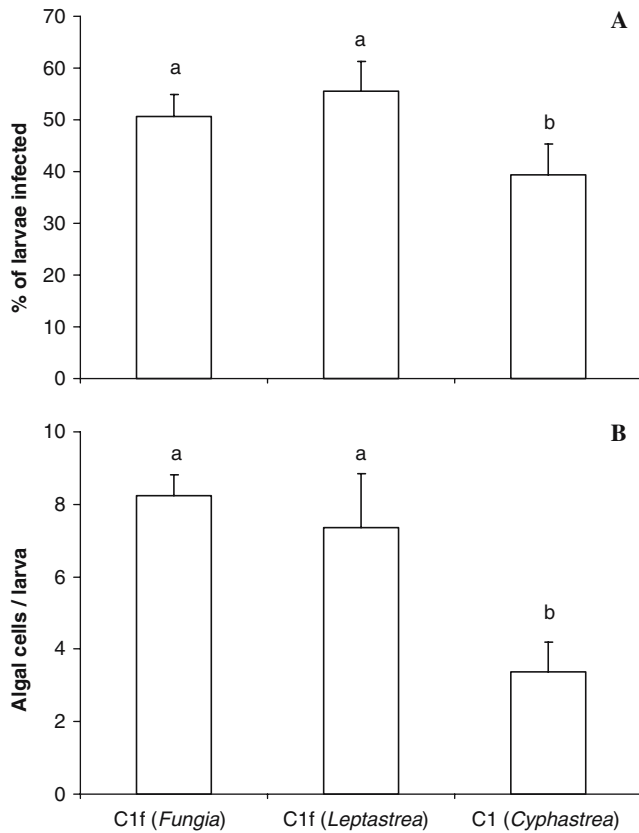 A
70
60
50
40
30
20
10
0
% of larvae infected
a
a
b
B
10
8
6
4
2
0
Algal cells / larva
a
a
b
C1f (Fungia)
C1f (Leptastrea)
C1 (Cyphastrea)